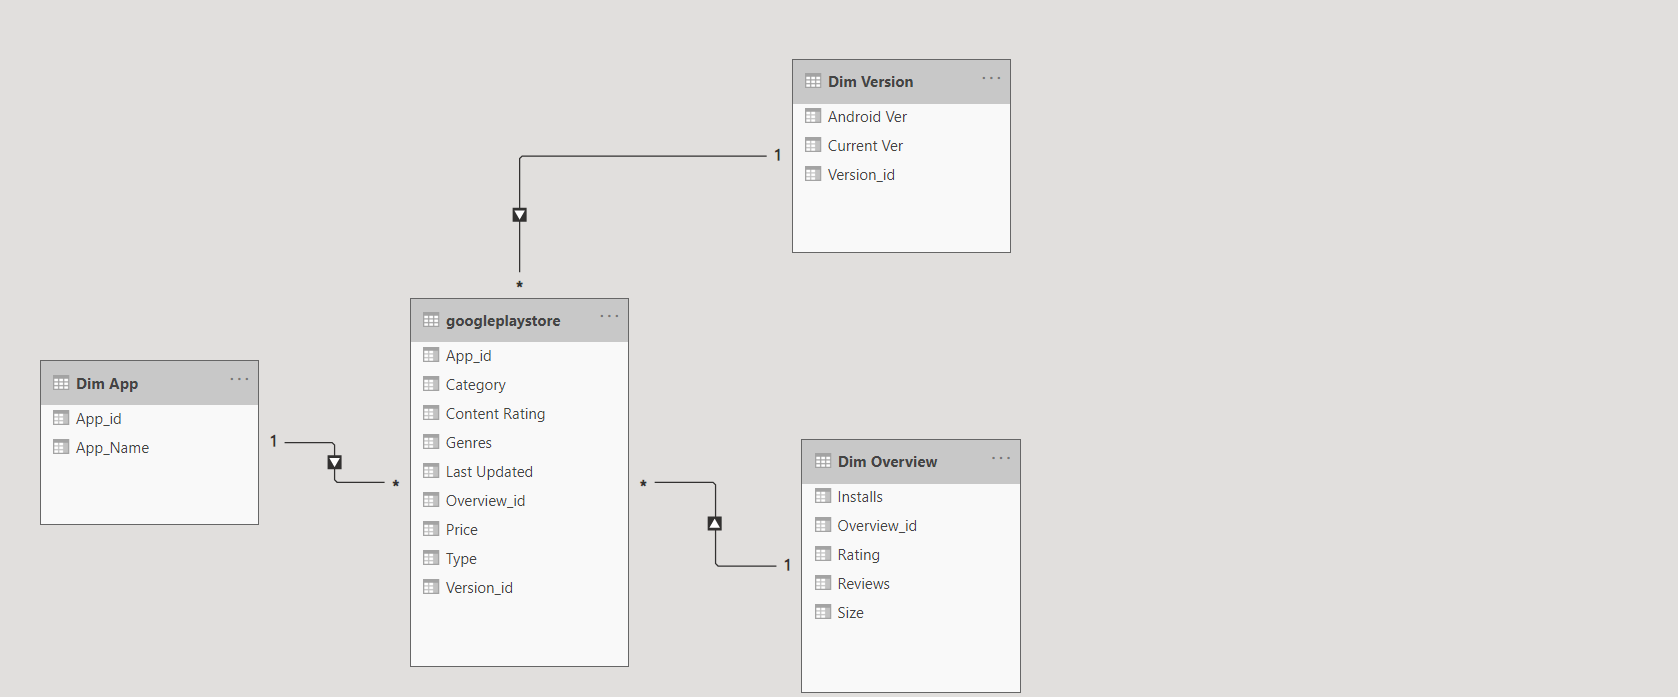 Dim Version
Android Ver
Current Ver
Version_id
1
*
googleplaystore
App_id
Category
Content Rating
Genres
Last Updated
Overview_id
Price
Type
Version_id
Dim App
App_id
App_Name
1
*
*
1
Dim Overview
Installs
Overview_id
Rating
Reviews
Size